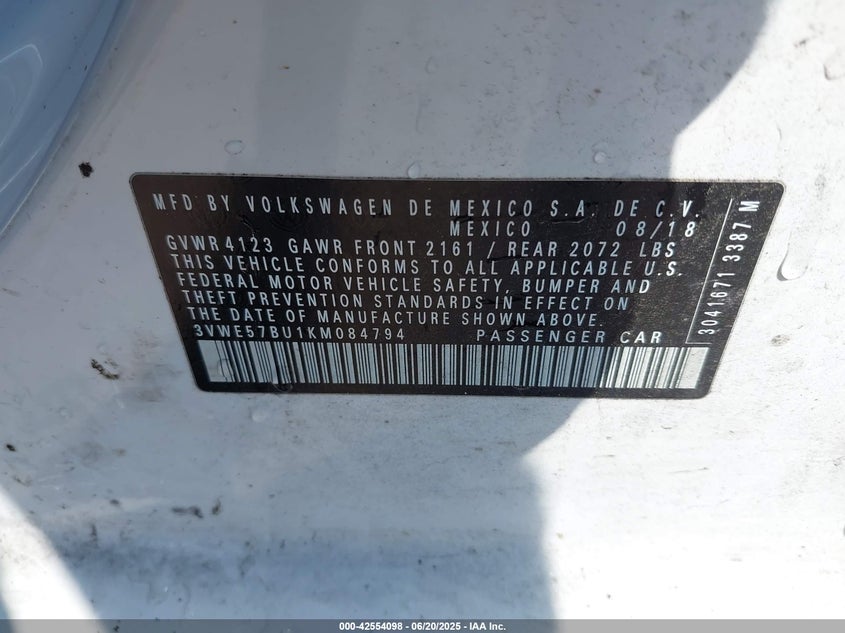 MFD BY VOLKSWAGEN DE MEXICO S.A. DE C.V.
MEXICO 08/18
GVWR 4123 GAWR FRONT 2161 / REAR 2072 LBS
THIS VEHICLE CONFORMS TO ALL APPLICABLE U.S.
FEDERAL MOTOR VEHICLE SAFETY, BUMPER AND
THEFT PREVENTION STANDARDS IN EFFECT ON
THE DATE OF MANUFACTURE SHOWN ABOVE.
3VWE57BU1KM084794 PASSENGER CAR
3041.671 3387 M
000-42554098 - 06/20/2025 - IAA Inc.